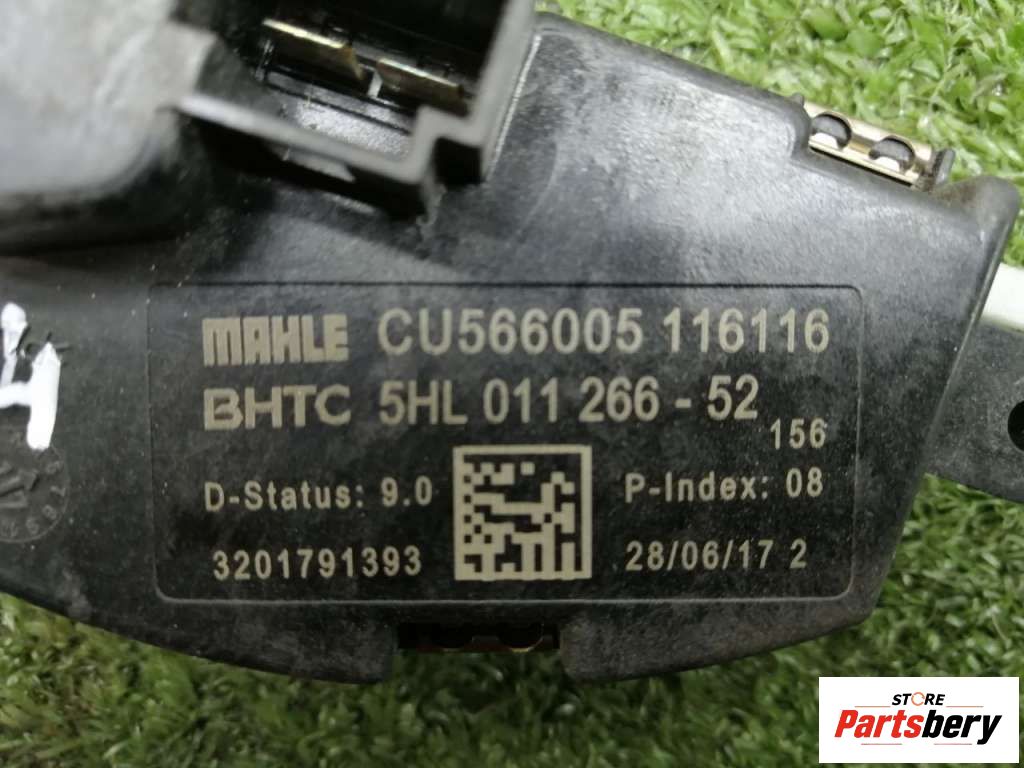 MAHLE CU566005 116116
BHTC 5HL 011 266 - 52
156
D-Status: 9.0
P-Index: 08
3201791393
28/06/17 2
H
STORE
Partsbery